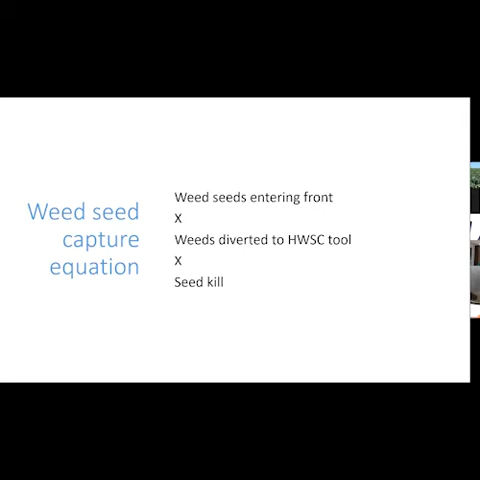 Weed seed
capture
equation
Weed seeds entering front
X
Weeds diverted to HWSC tool
X
Seed kill